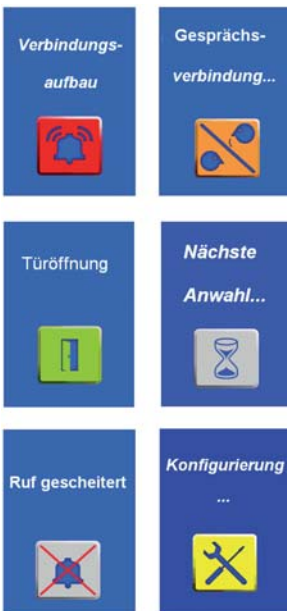 Verbindungs-
aufbau
Gesprächs-
verbindung...
Türöffnung
Nächste
Anwahl...
Ruf gescheitert
Konfigurierung
...